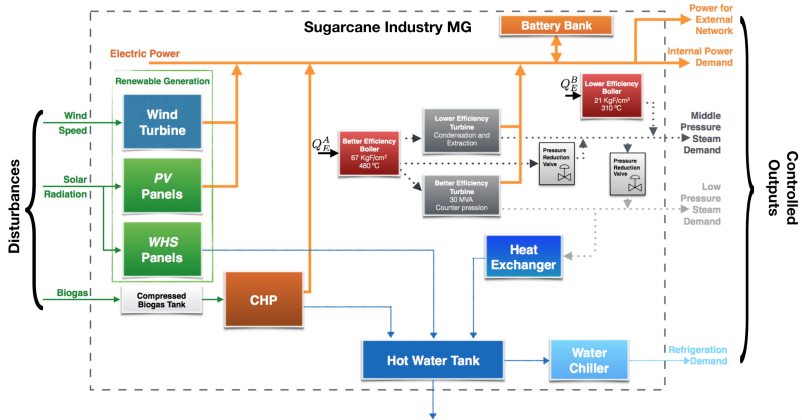 Sugarcane Industry MG
Battery Bank
Power for
External
Network
Electric Power
Internal Power
Demand
Renewable Generation
Wind
Speed
Wind
Turbine
Solar
Radiation
PV
Panels
WHS
Panels
Biogas
Compressed
Biogas Tank
CHP
Q_E^A
Better Efficiency
Boiler
67 KgF/cm²
480 ºC
Lower Efficiency
Turbine
Condensation and
Extraction
Better Efficiency
Turbine
30 MVA
Counter pression
Q_E^B
Lower Efficiency
Boiler
21 KgF/cm²
310 ºC
Pressure
Reduction
Valve
Pressure
Reduction
Valve
Middle
Pressure
Steam
Demand
Low
Pressure
Steam
Demand
Heat
Exchanger
Hot Water Tank
Water
Chiller
Refrigeration
Demand
Disturbances
Controlled
Outputs